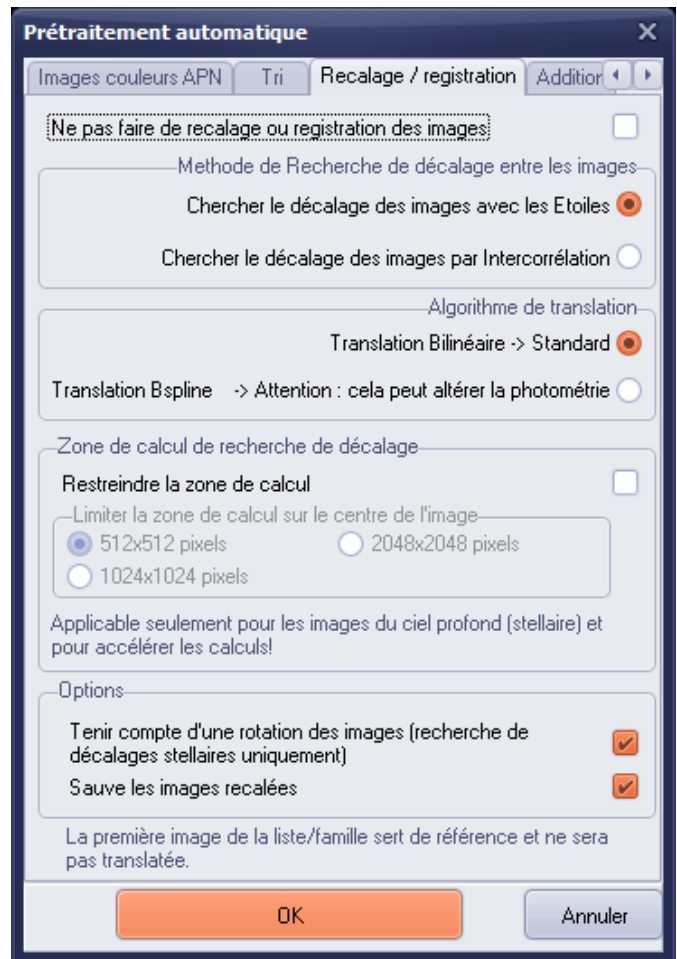 Prétraitement automatique
Images couleurs APN
Tri
Recalage / registration
Addition
Ne pas faire de recalage ou registration des images
Methode de Recherche de décalage entre les images
Chercher le décalage des images avec les Etoiles
Chercher le décalage des images par Intercorrélation
Algorithme de translation
Translation Bilinéaire -> Standard
Translation Bspline -> Attention : cela peut altérer la photométrie
Zone de calcul de recherche de décalage
Restreindre la zone de calcul
Limiter la zone de calcul sur le centre de l'image
512x512 pixels
2048x2048 pixels
1024x1024 pixels
Applicable seulement pour les images du ciel profond (stellaire) et
pour accélérer les calculs!
Options
Tenir compte d'une rotation des images (recherche de
décalages stellaires uniquement)
Sauve les images recalées
La première image de la liste/famille sert de référence et ne sera
pas translatée.
OK
Annuler